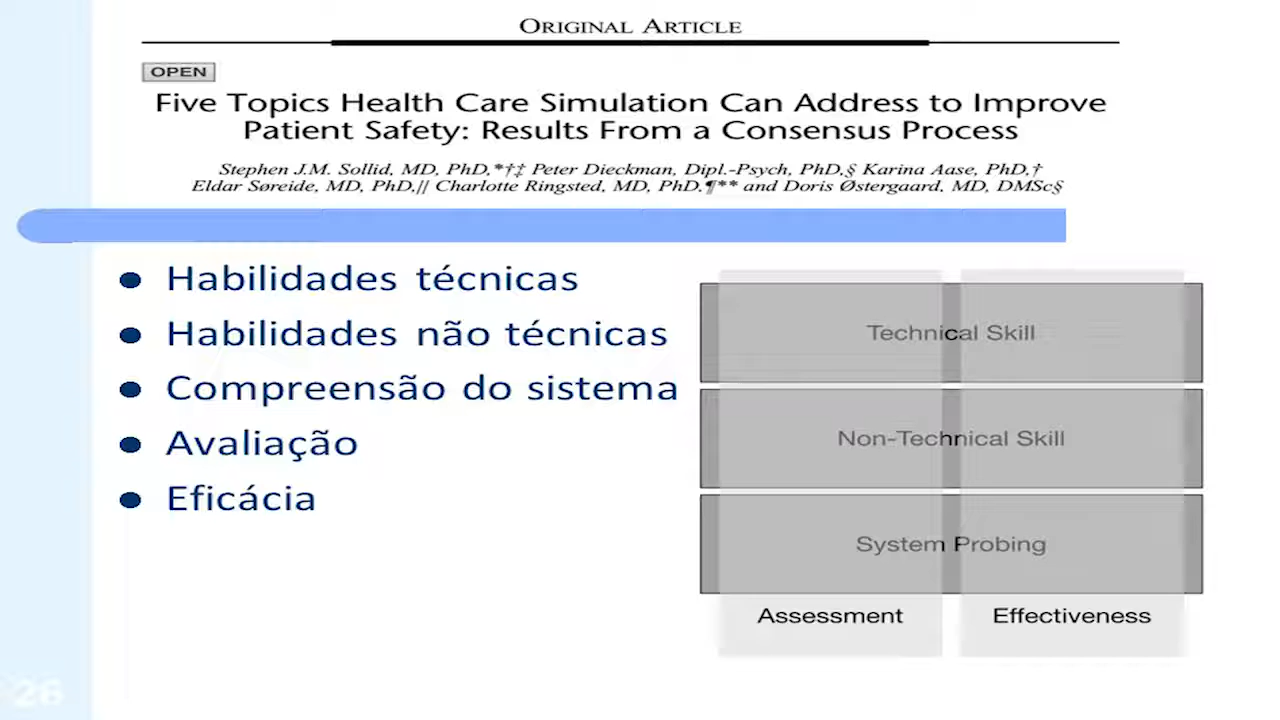 ORIGINAL ARTICLE
OPEN
Five Topics Health Care Simulation Can Address to Improve
Patient Safety: Results From a Consensus Process
Stephen J.M. Sollid, MD, PhD,*†‡ Peter Dieckman, Dipl.-Psych, PhD,§ Karina Aase, PhD,†
Eldar Søreide, MD, PhD,// Charlotte Ringsted, MD, PhD,¶** and Doris Østergaard, MD, DMSc§
Habilidades técnicas
Habilidades não técnicas
Compreensão do sistema
Avaliação
Eficácia
Technical Skill
Non-Technical Skill
System Probing
Assessment
Effectiveness
26